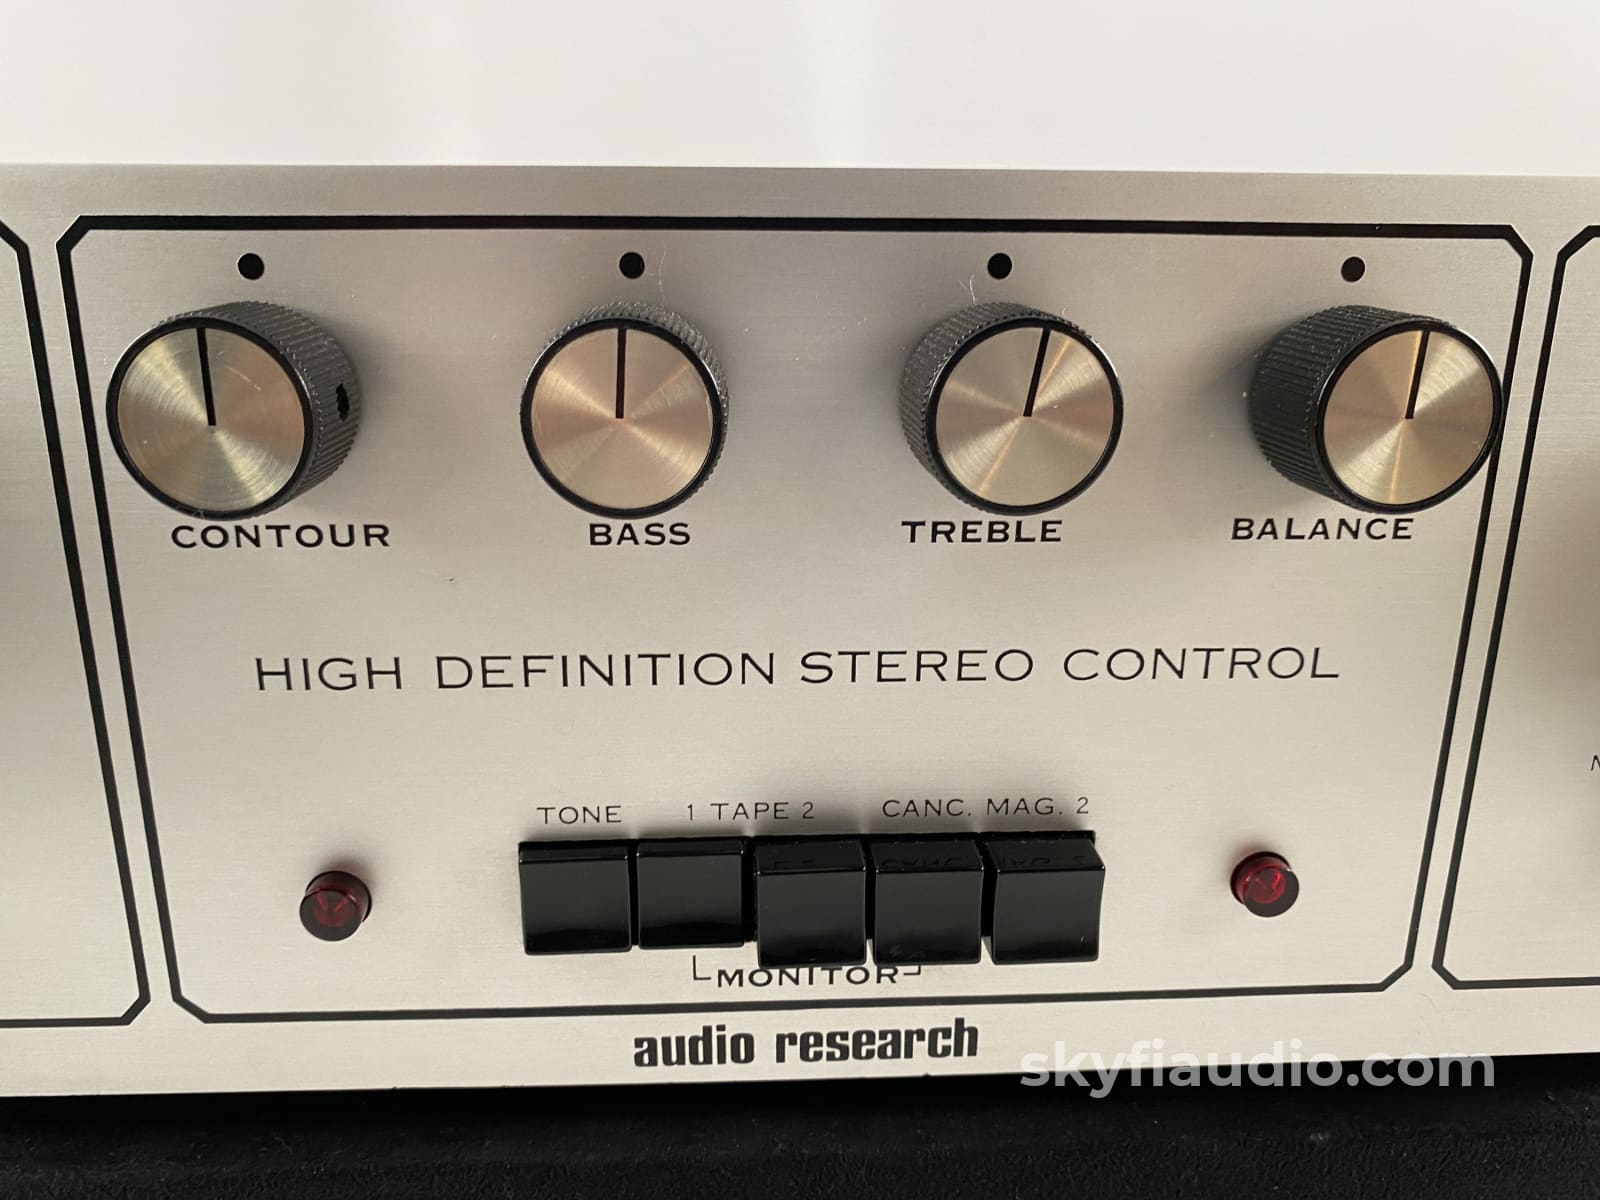 CONTOUR BASS TREBLE BALANCE
HIGH DEFINITION STEREO CONTROL
TONE 1 TAPE 2 CANC. MAG. 2
MONITOR
audio research
skyfiaudio.com